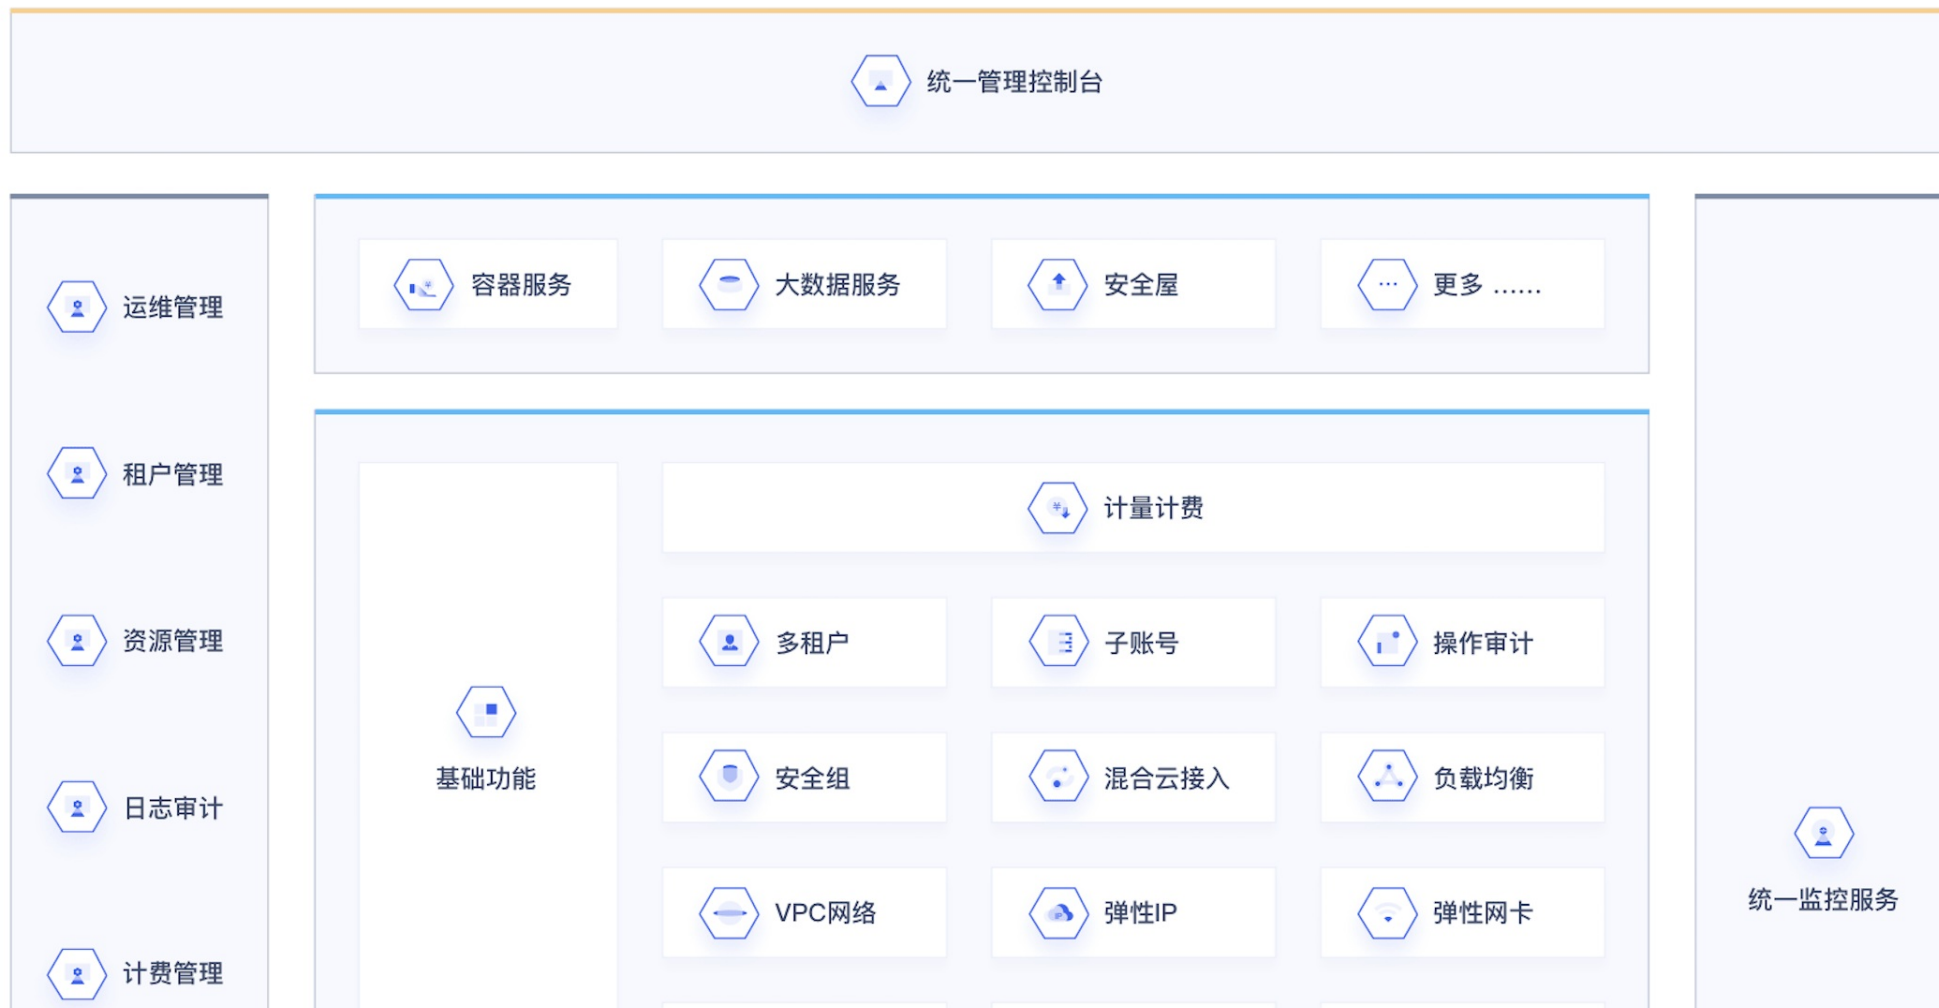 统一管理控制台
运维管理
租户管理
资源管理
日志审计
计费管理
容器服务
大数据服务
安全屋
更多 ......
基础功能
计量计费
多租户
子账号
操作审计
安全组
混合云接入
负载均衡
VPC网络
弹性IP
弹性网卡
统一监控服务